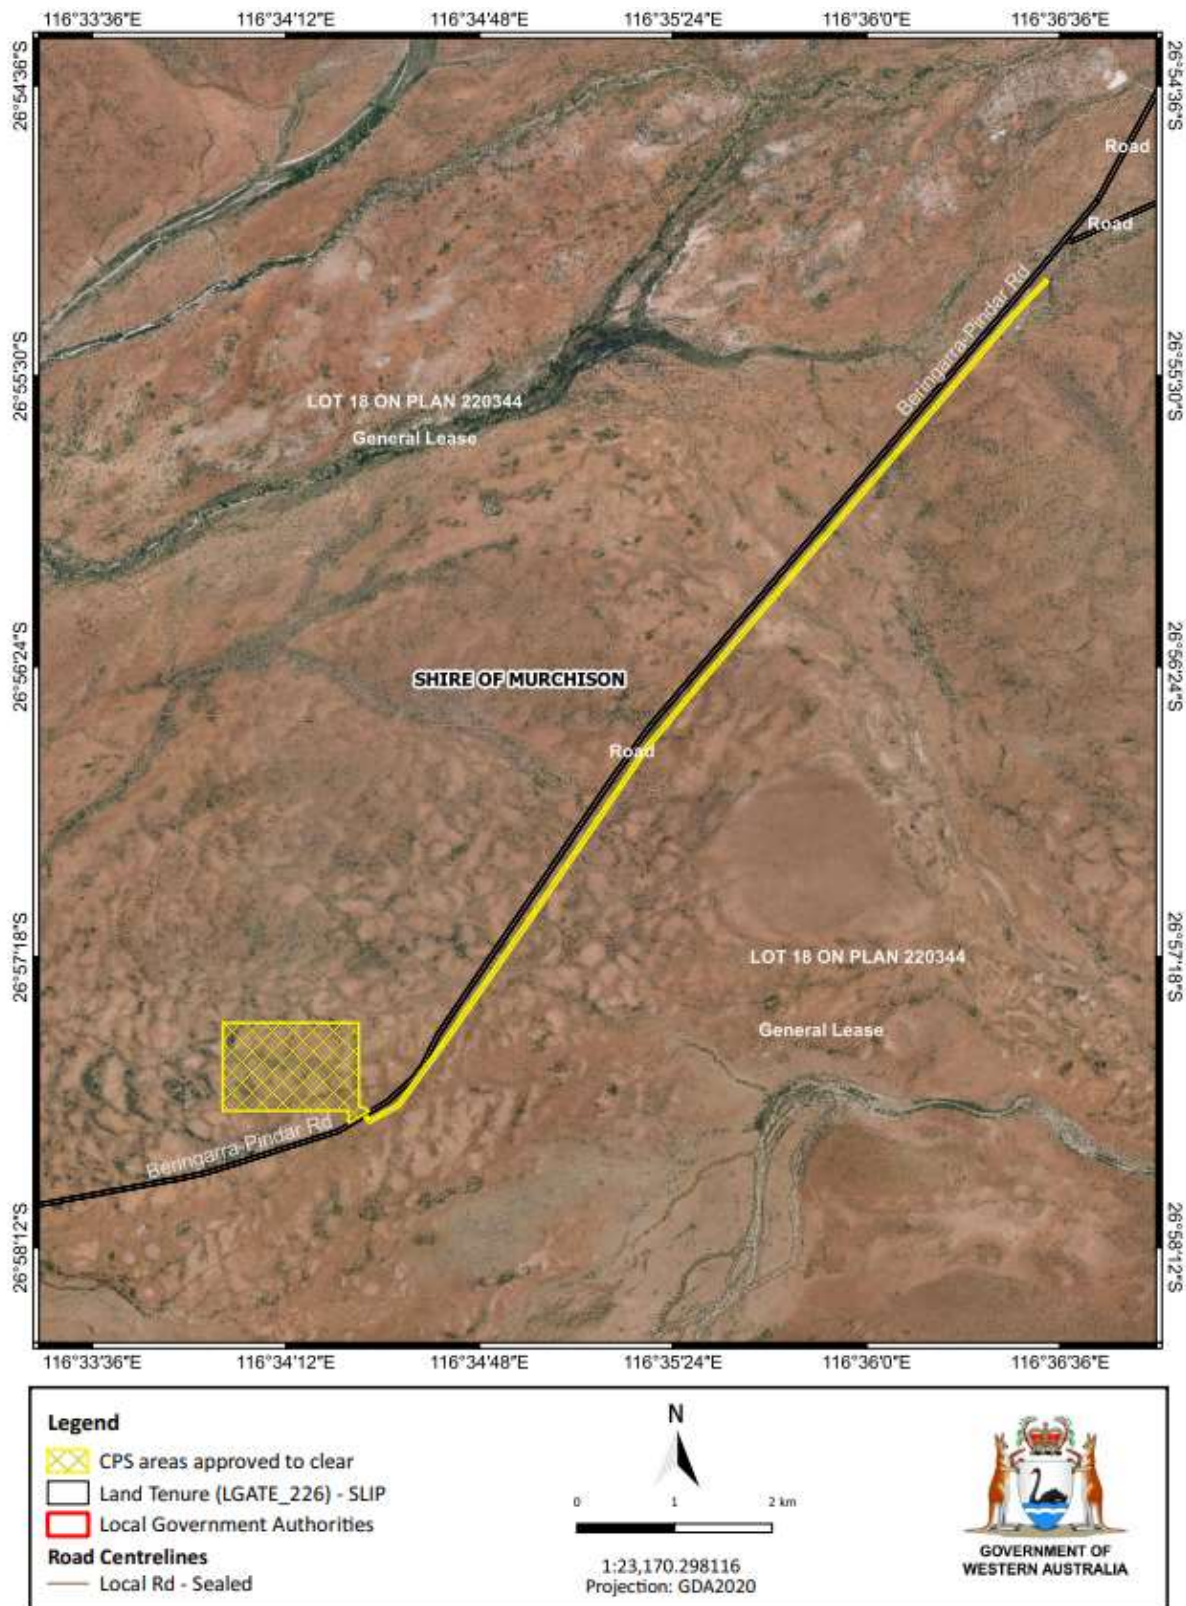 116°33'36"E 116°34'12"E 116°34'48"E 116°35'24"E 116°36'0"E 116°36'36"E
26°54'36"S
26°54'36"S
Road
Road
Beringarra-Pindar Rd
26°55'30"S
26°55'30"S
LOT 18 ON PLAN 220344
General Lease
26°56'24"S
26°56'24"S
SHIRE OF MURCHISON
Road
26°57'18"S
26°57'18"S
LOT 18 ON PLAN 220344
General Lease
Beringarra-Pindar Rd
26°58'12"S
26°58'12"S
116°33'36"E 116°34'12"E 116°34'48"E 116°35'24"E 116°36'0"E 116°36'36"E
Legend
CPS areas approved to clear
Land Tenure (LGATE_226) - SLIP
Local Government Authorities
Road Centrelines
Local Rd - Sealed
N
0 1 2 km
1:23,170.298116
Projection: GDA2020
GOVERNMENT OF
WESTERN AUSTRALIA